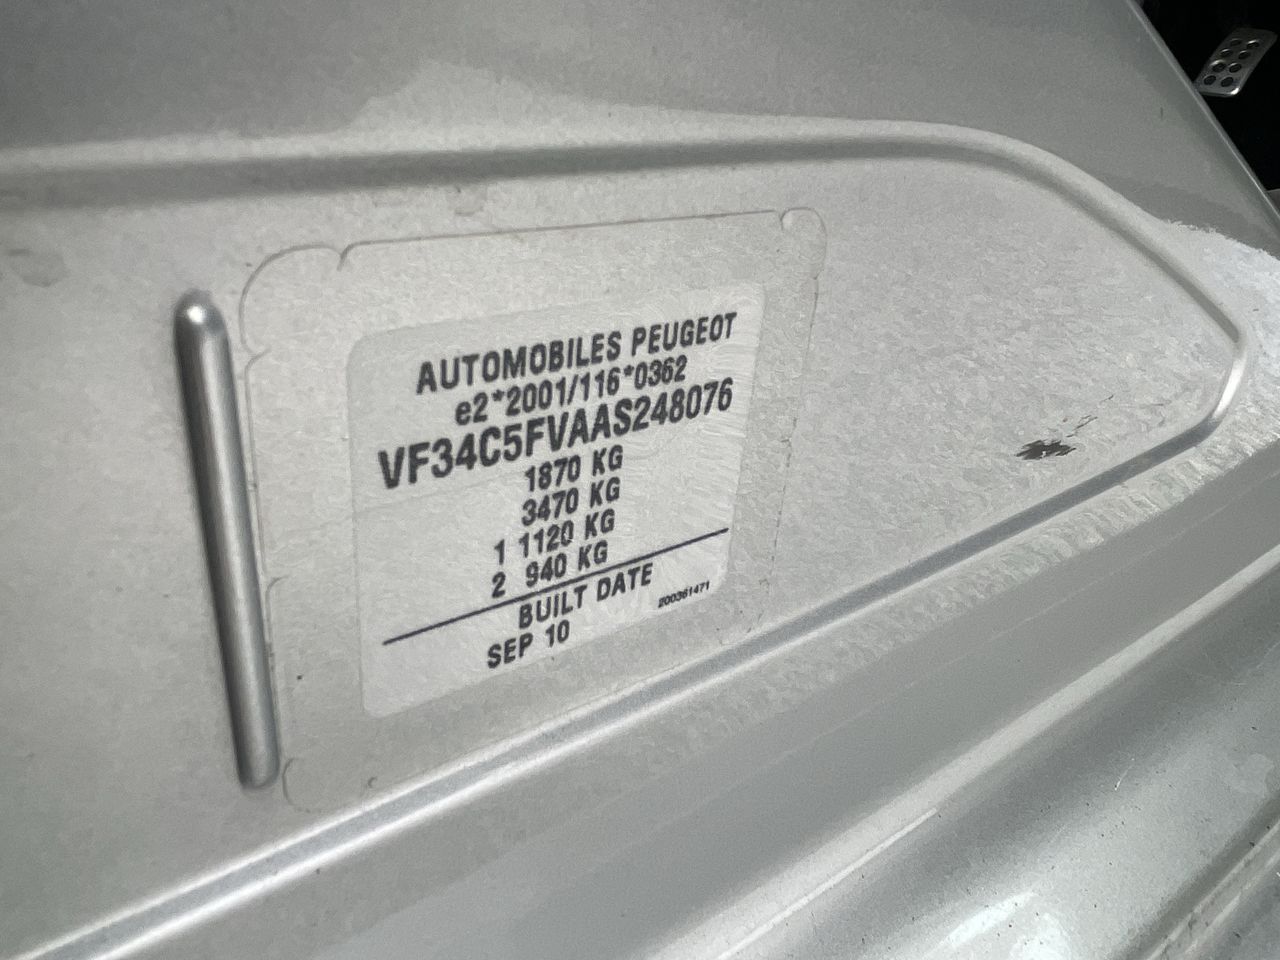 AUTOMOBILES PEUGEOT
e2*2001/116*0362
VF34C5FVAAS248076
1870 KG
3470 KG
1 1120 KG
2 940 KG
BUILT DATE
200361471
SEP 10